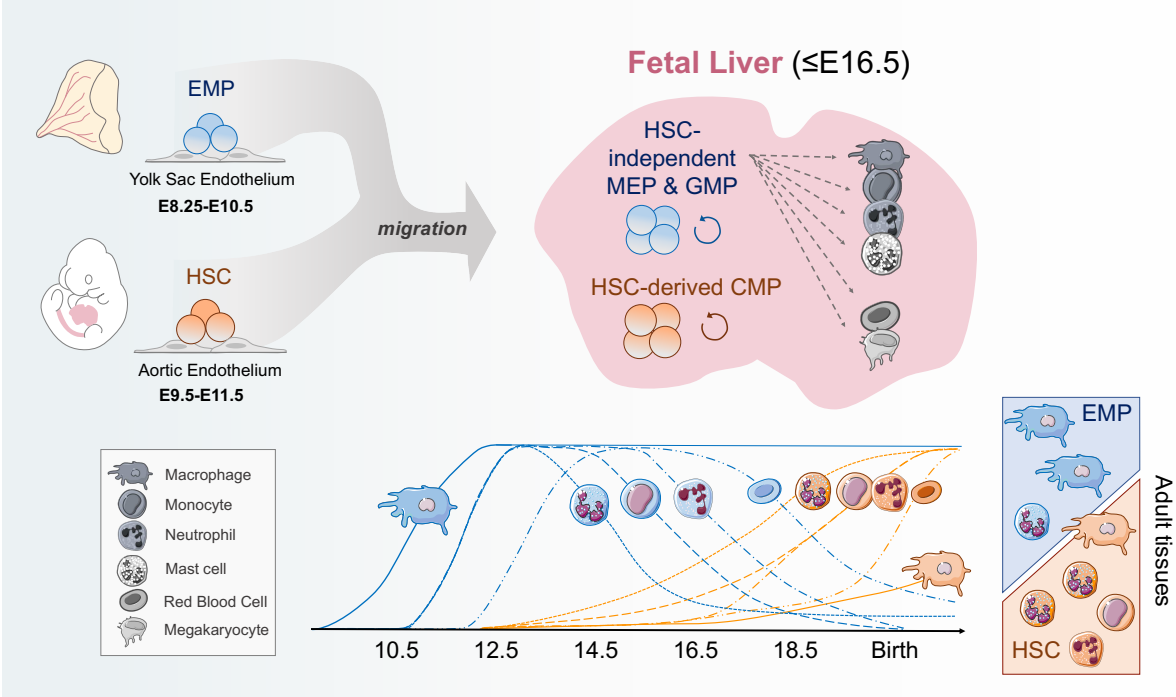 Fetal Liver (≤E16.5)
EMP
Yolk Sac Endothelium
E8.25-E10.5
migration
HSC
Aortic Endothelium
E9.5-E11.5
HSC-
independent
MEP & GMP
HSC-derived CMP
Macrophage
Monocyte
Neutrophil
Mast cell
Red Blood Cell
Megakaryocyte
10.5 12.5 14.5 16.5 18.5 Birth
EMP
HSC
Adult tissues